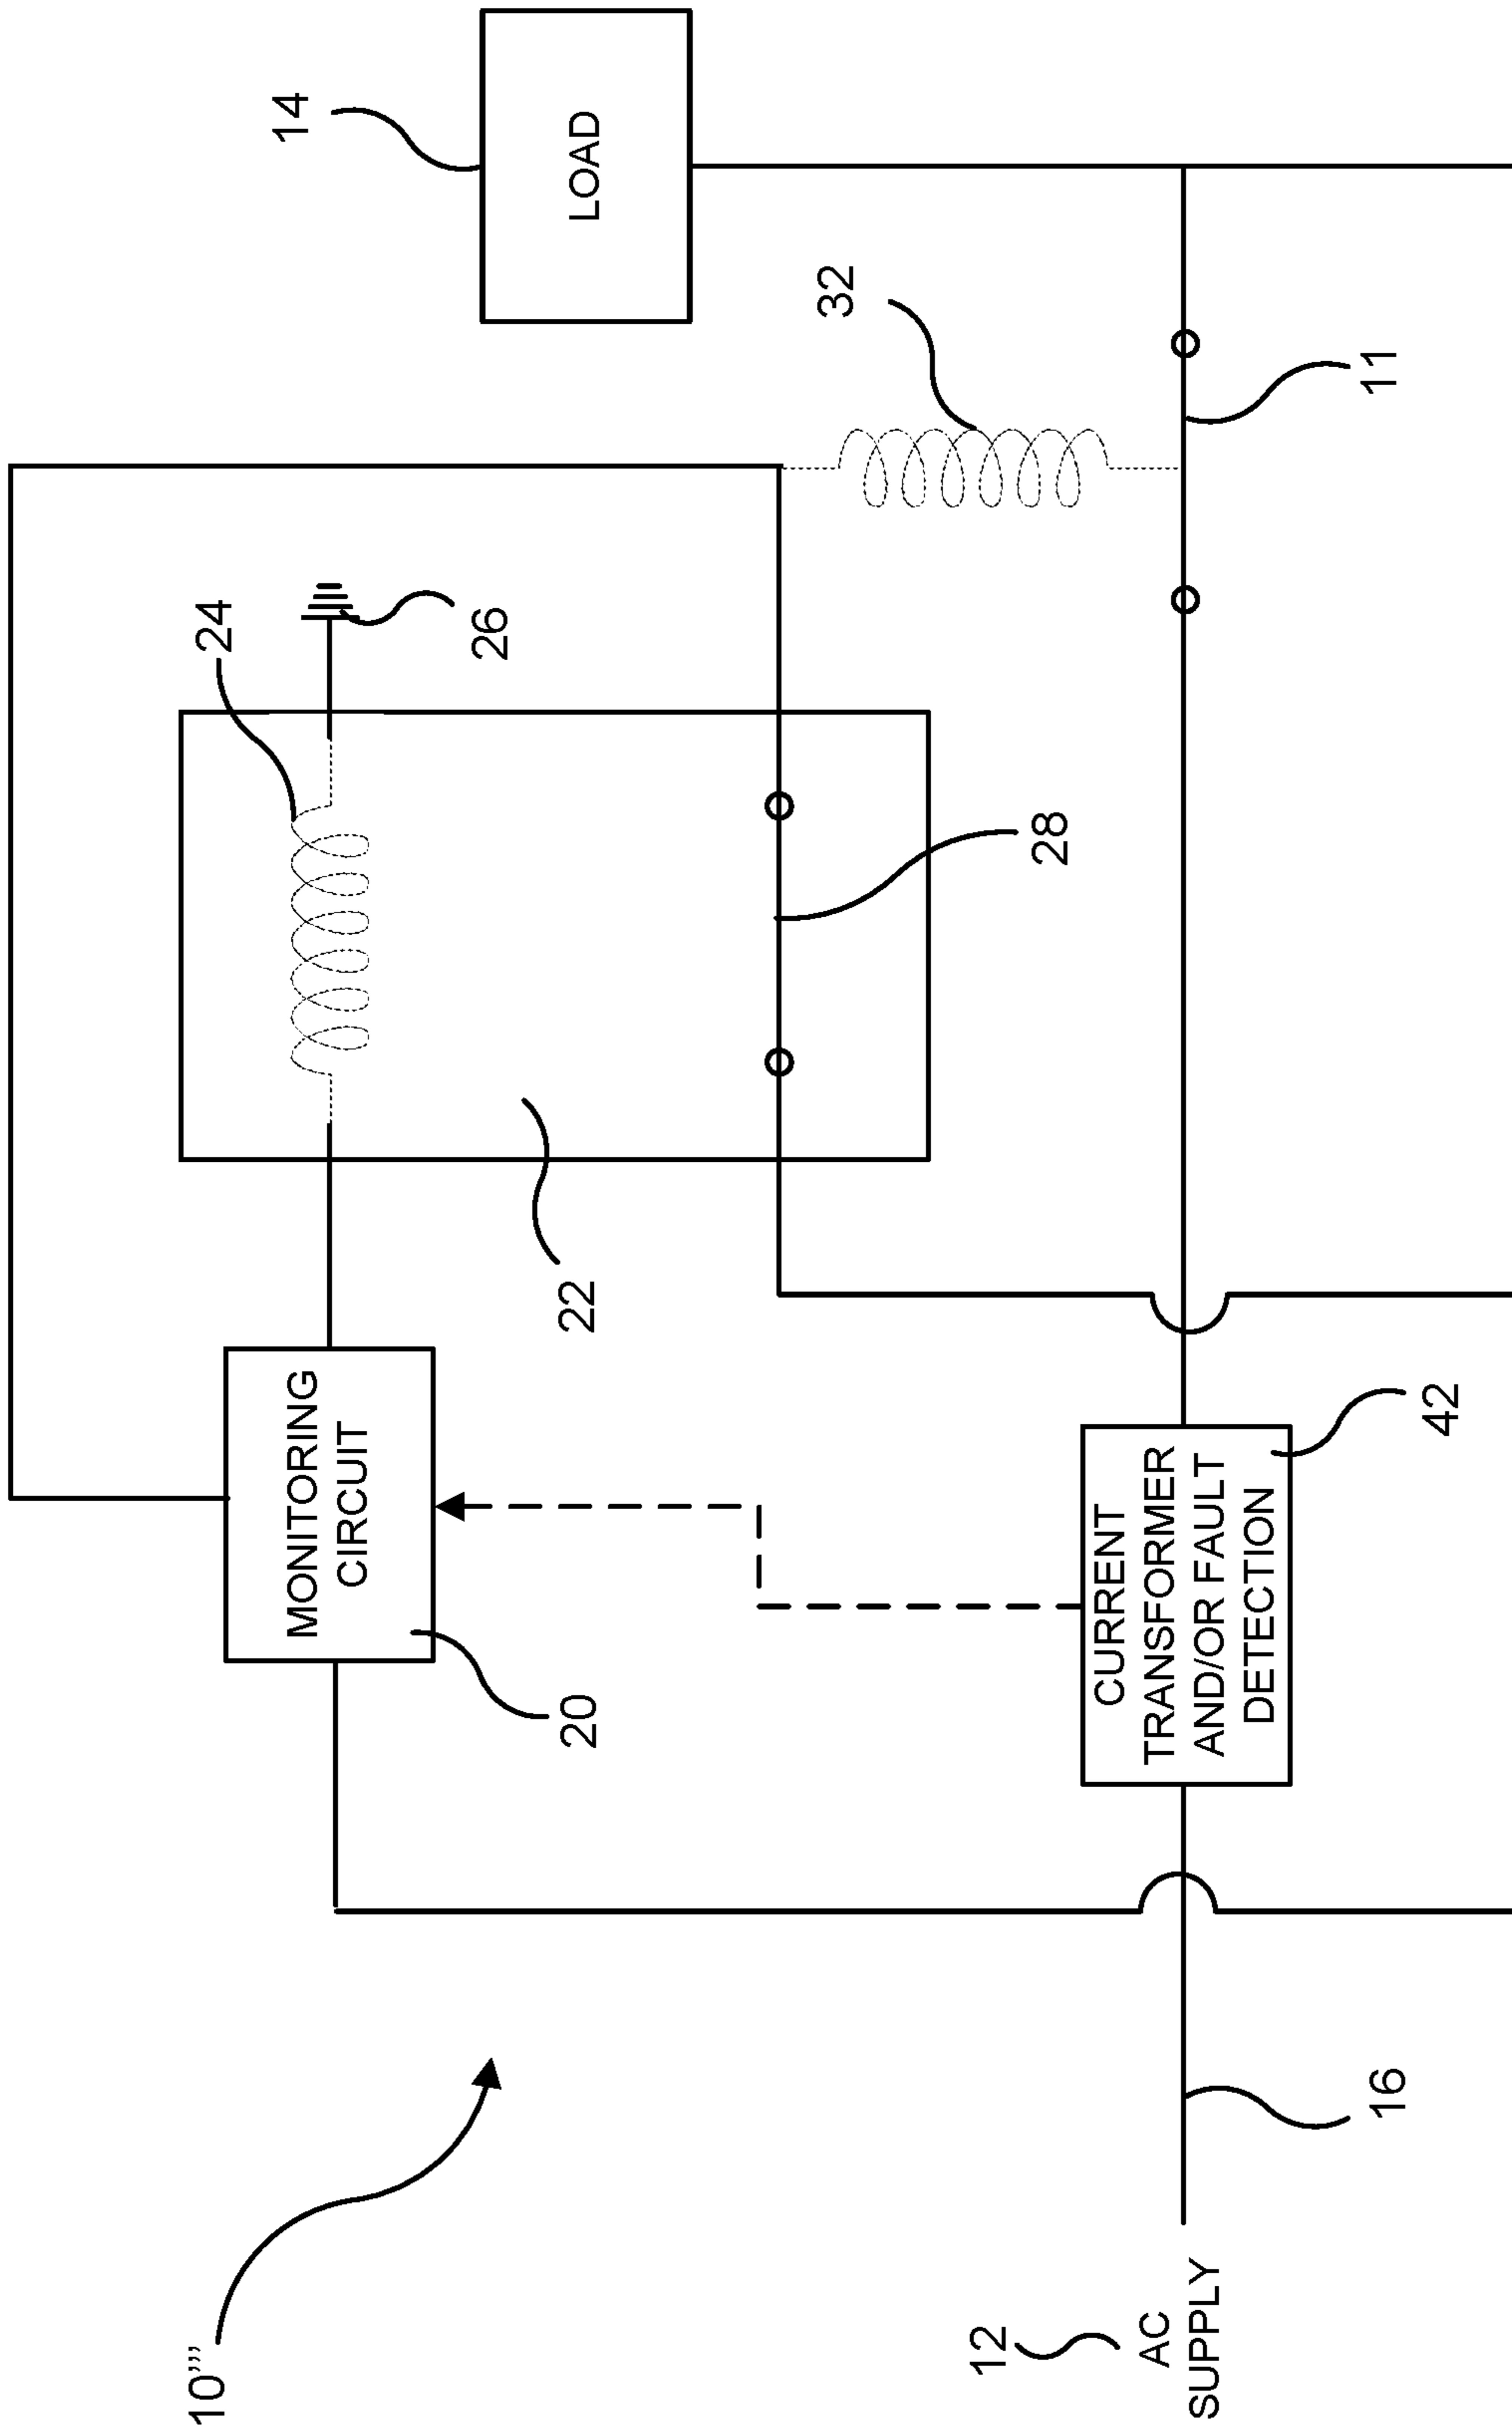 10”’
24
14
MONITORING
CIRCUIT
26
LOAD
20
22
32
12
28
CURRENT
TRANSFORMER
AND/OR FAULT
DETECTION
AC
SUPPLY
16
42
11